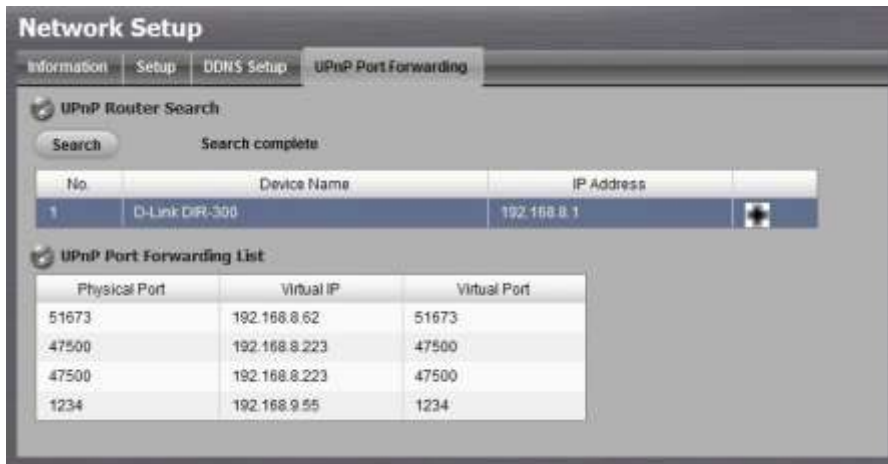 Network Setup
Information Setup DDNS Setup UPnP Port Forwarding
UPnP Router Search
Search Search complete
No. Device Name IP Address
1 D-Link DIR-300 192.168.8.1
UPnP Port Forwarding List
Physical Port Virtual IP Virtual Port
51673 192.168.8.62 51673
47500 192.168.8.223 47500
47500 192.168.8.223 47500
1234 192.168.9.55 1234